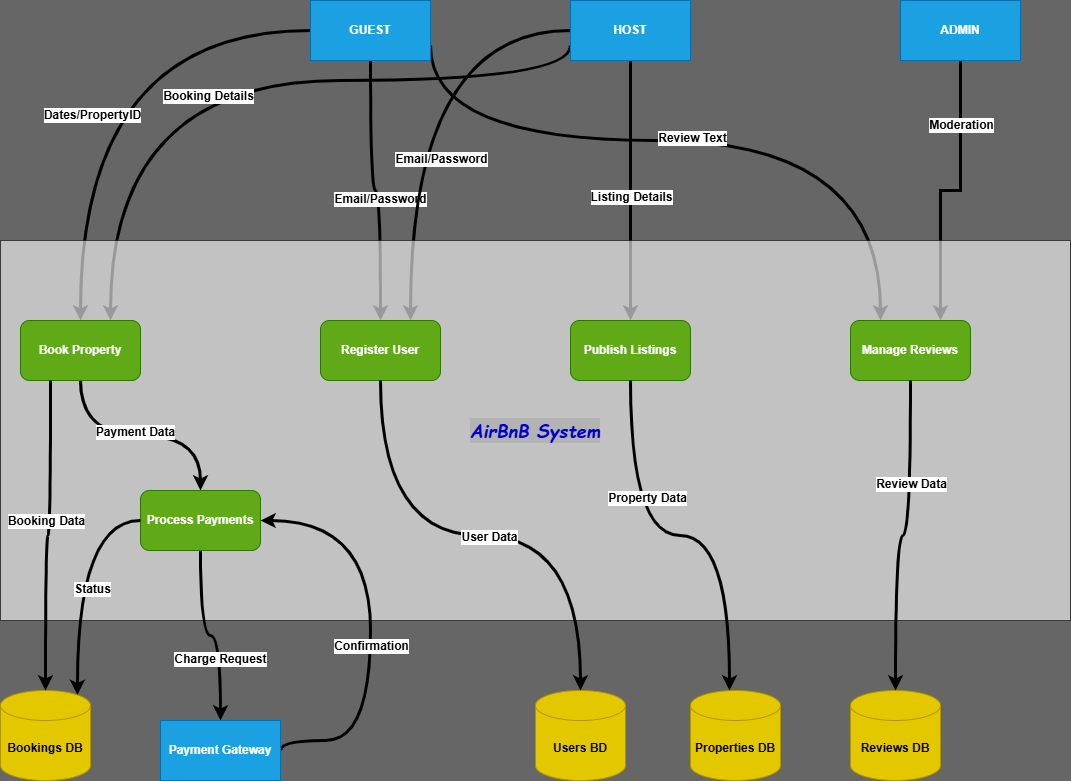 GUEST
HOST
ADMIN
Booking Details
Dates/PropertyID
Moderation
Review Text
Email/Password
Email/Password
Listing Details
Book Property
Register User
Publish Listings
Manage Reviews
Payment Data
AirBnB System
Review Data
Property Data
Booking Data
Process Payments
User Data
Status
Confirmation
Charge Request
Bookings DB
Payment Gateway
Users BD
Properties DB
Reviews DB